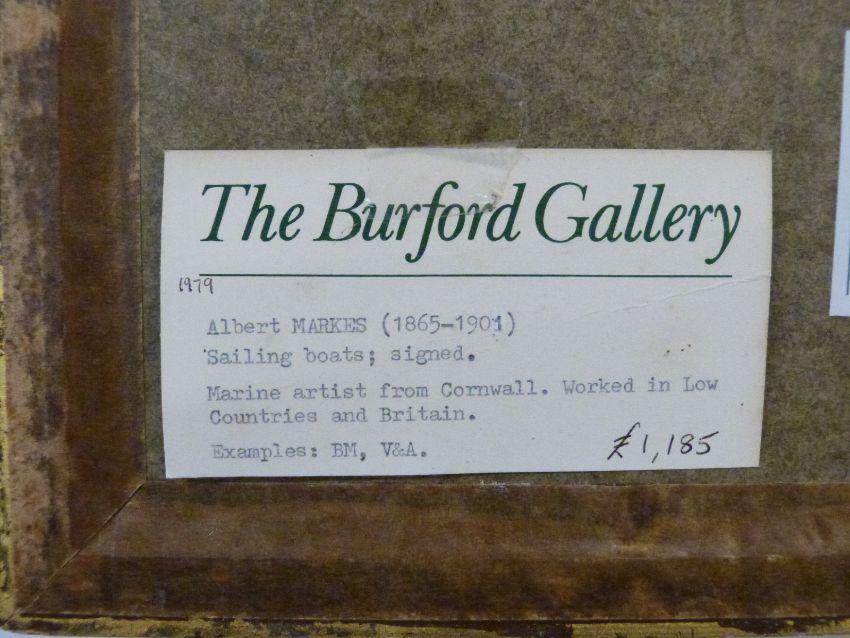 The Burford Gallery
1979
Albert MARKES (1865-1901)
Sailing boats; signed.
Marine artist from Cornwall. Worked in Low
Countries and Britain.
Examples: BM, V&A.
£1,185